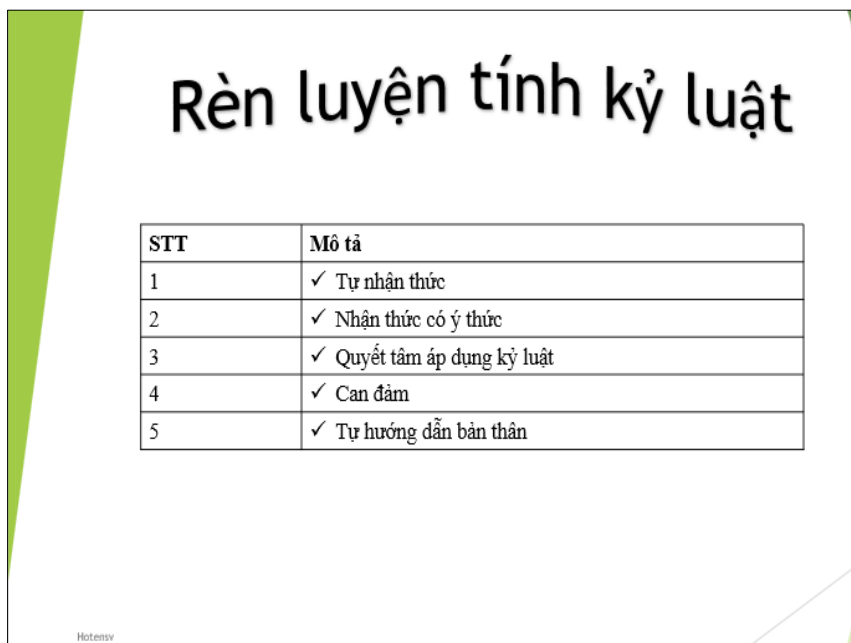 Rèn luyện tính kỷ luật
STT Mô tả
1 ✓ Tự nhận thức
2 ✓ Nhận thức có ý thức
3 ✓ Quyết tâm áp dụng kỷ luật
4 ✓ Can đảm
5 ✓ Tự hướng dẫn bản thân
Hotensv